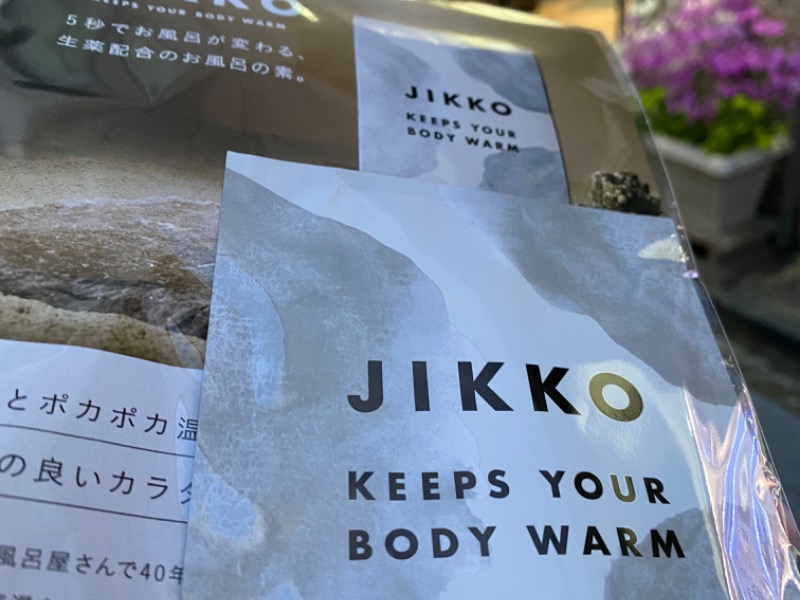 KEEPS YOUR BODY WARM
5秒でお風呂が変わる、
生薬配合のお風呂の素。
JIKKO
KEEPS YOUR
BODY WARM
JIKKO
KEEPS YOUR
BODY WARM
とポカポカ温
の良いカラダ
風呂屋さんで40年